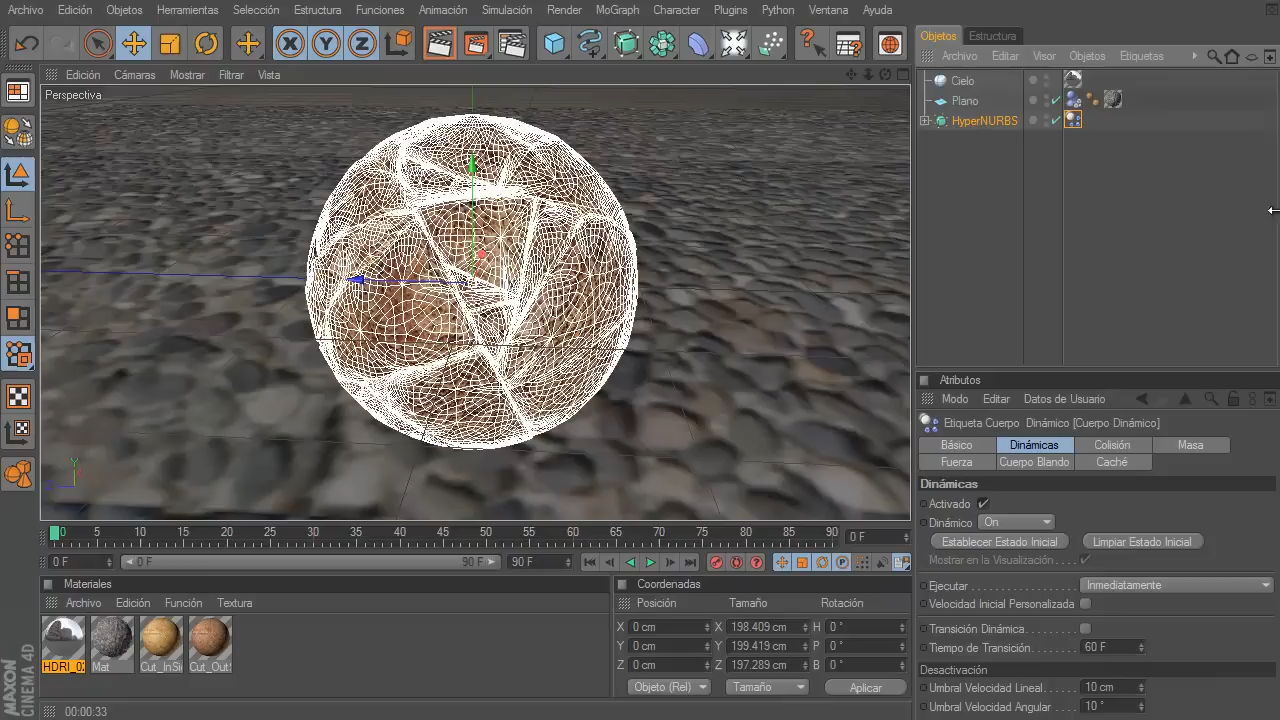 Archivo Edición Objetos Herramientas Selección Estructura Funciones Animación Simulación Render MoGraph Character Plugins Python Ventana Ayuda
Objetos Estructura
Archivo Editar Visor Objetos Etiquetas
Edición Cámaras Mostrar Filtrar Vista
Perspectiva
Cielo
Plano
HyperNURBS
Atributos
Modo Editar Datos de Usuario
Etiqueta Cuerpo Dinámico [Cuerpo Dinámico]
Básico Dinámicas Colisión Masa
Fuerza Cuerpo Blando Caché
Dinámicas
Activado
Dinámico On
Establecer Estado Inicial Limpiar Estado Inicial
Mostrar en la Visualización
Ejecutar Inmediatamente
Velocidad Inicial Personalizada
Transición Dinámica
Tiempo de Transición 60 F
Desactivación
Umbral Velocidad Lineal 10 cm
Umbral Velocidad Angular 10 °
Y
0 5 10 15 20 25 30 35 40 45 50 55 60 65 70 75 80 85 90 0 F
0 F 0 F 90 F 90 F
Materiales
Archivo Edición Función Textura
HDRI_02 Mat Cut_InSi Cut_OutS
Coordenadas
Posición Tamaño Rotación
X 0 cm X 198.409 cm H 0 °
Y 0 cm Y 199.419 cm P 0 °
Z 0 cm Z 197.289 cm B 0 °
Objeto (Rel) Tamaño Aplicar
MAXON
CINEMA 4D
00:00:33